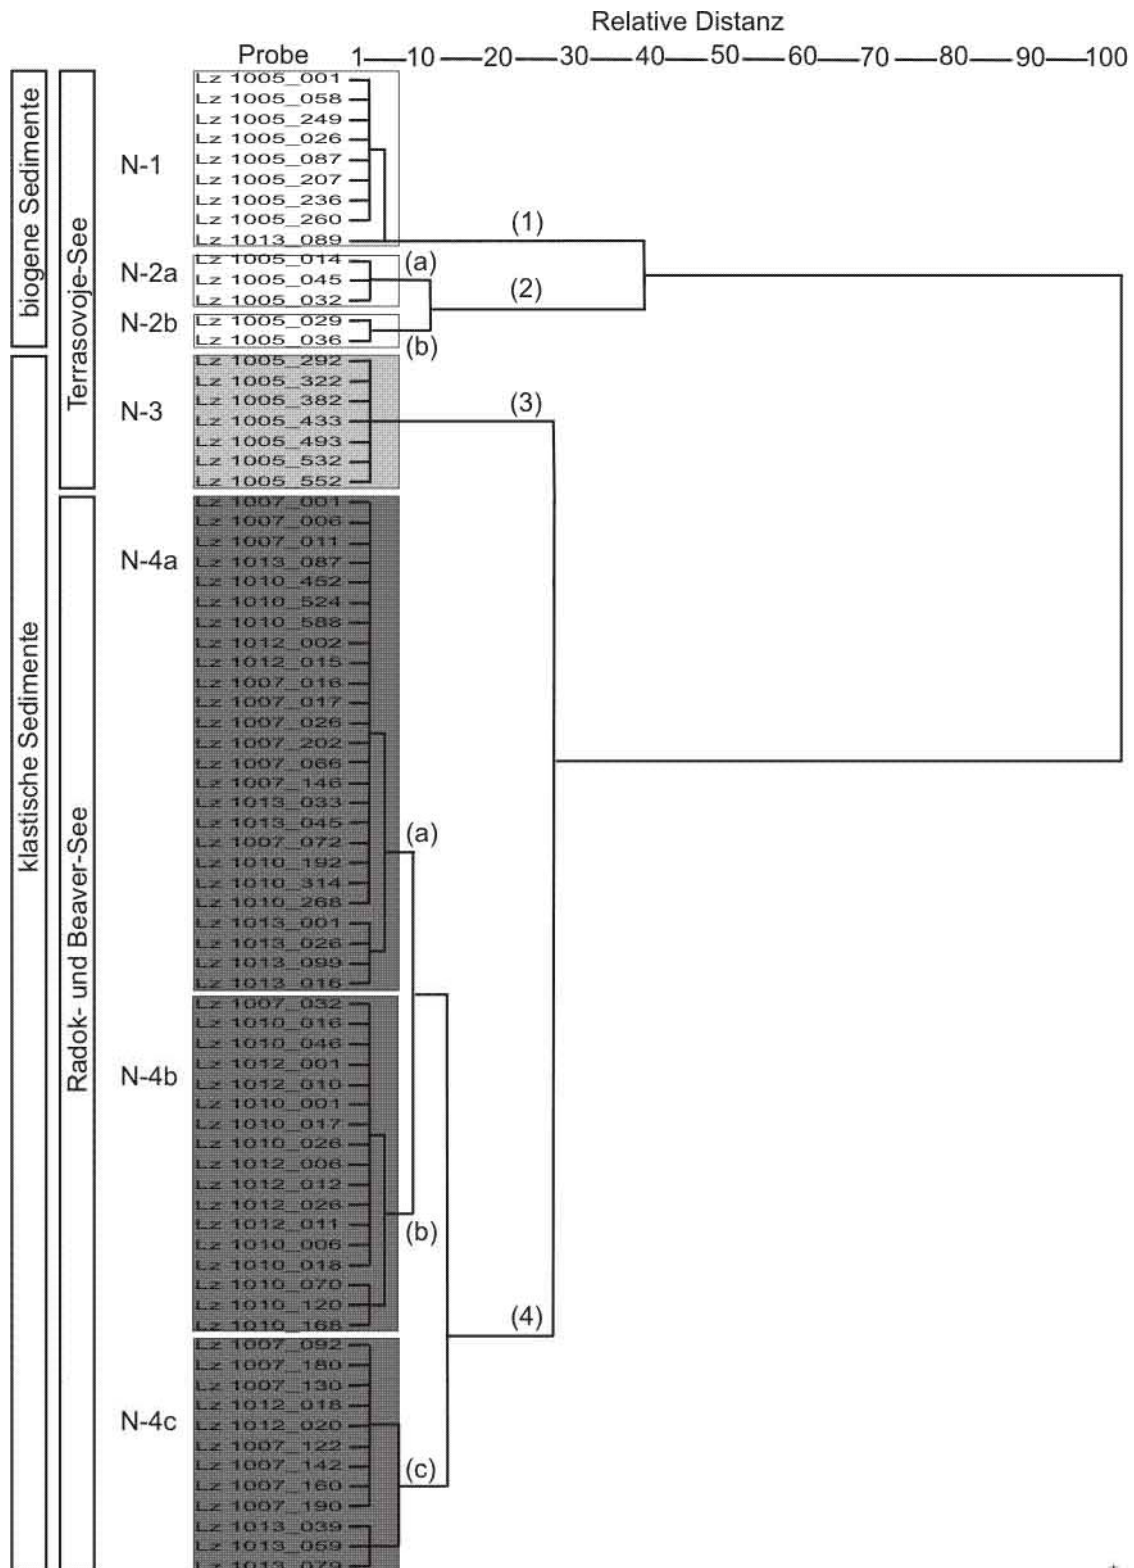 Relative Distanz
Probe 1 10 20 30 40 50 60 70 80 90 100
biogene Sedimente
klastische Sedimente
Terrasovoje-See
Radok- und Beaver-See
N-1
Lz 1005_001
Lz 1005_058
Lz 1005_249
Lz 1005_026
Lz 1005_087
Lz 1005_207
Lz 1005_236
Lz 1005_260
Lz 1013_089
(1)
N-2a
Lz 1005_014
Lz 1005_045
Lz 1005_032
(a)
(2)
N-2b
Lz 1005_029
Lz 1005_036
(b)
N-3
Lz 1005_292
Lz 1005_322
Lz 1005_382
Lz 1005_433
Lz 1005_493
Lz 1005_532
Lz 1005_552
(3)
N-4a
Lz 1007_001
Lz 1007_006
Lz 1007_011
Lz 1013_087
Lz 1010_452
Lz 1010_524
Lz 1010_588
Lz 1012_002
Lz 1012_015
Lz 1007_016
Lz 1007_017
Lz 1007_026
Lz 1007_202
Lz 1007_066
Lz 1007_146
Lz 1013_033
Lz 1013_045
Lz 1007_072
Lz 1010_192
Lz 1010_314
Lz 1010_268
Lz 1013_001
Lz 1013_026
Lz 1013_099
Lz 1013_016
(a)
N-4b
Lz 1007_032
Lz 1010_016
Lz 1010_046
Lz 1012_001
Lz 1012_010
Lz 1010_001
Lz 1010_017
Lz 1010_026
Lz 1012_006
Lz 1012_012
Lz 1012_026
Lz 1012_011
Lz 1010_006
Lz 1010_018
Lz 1010_070
Lz 1010_120
Lz 1010_168
(b)
(4)
N-4c
Lz 1007_092
Lz 1007_180
Lz 1007_130
Lz 1012_018
Lz 1012_020
Lz 1007_122
Lz 1007_142
Lz 1007_160
Lz 1007_190
Lz 1013_039
Lz 1013_059
Lz 1013_079
(c)